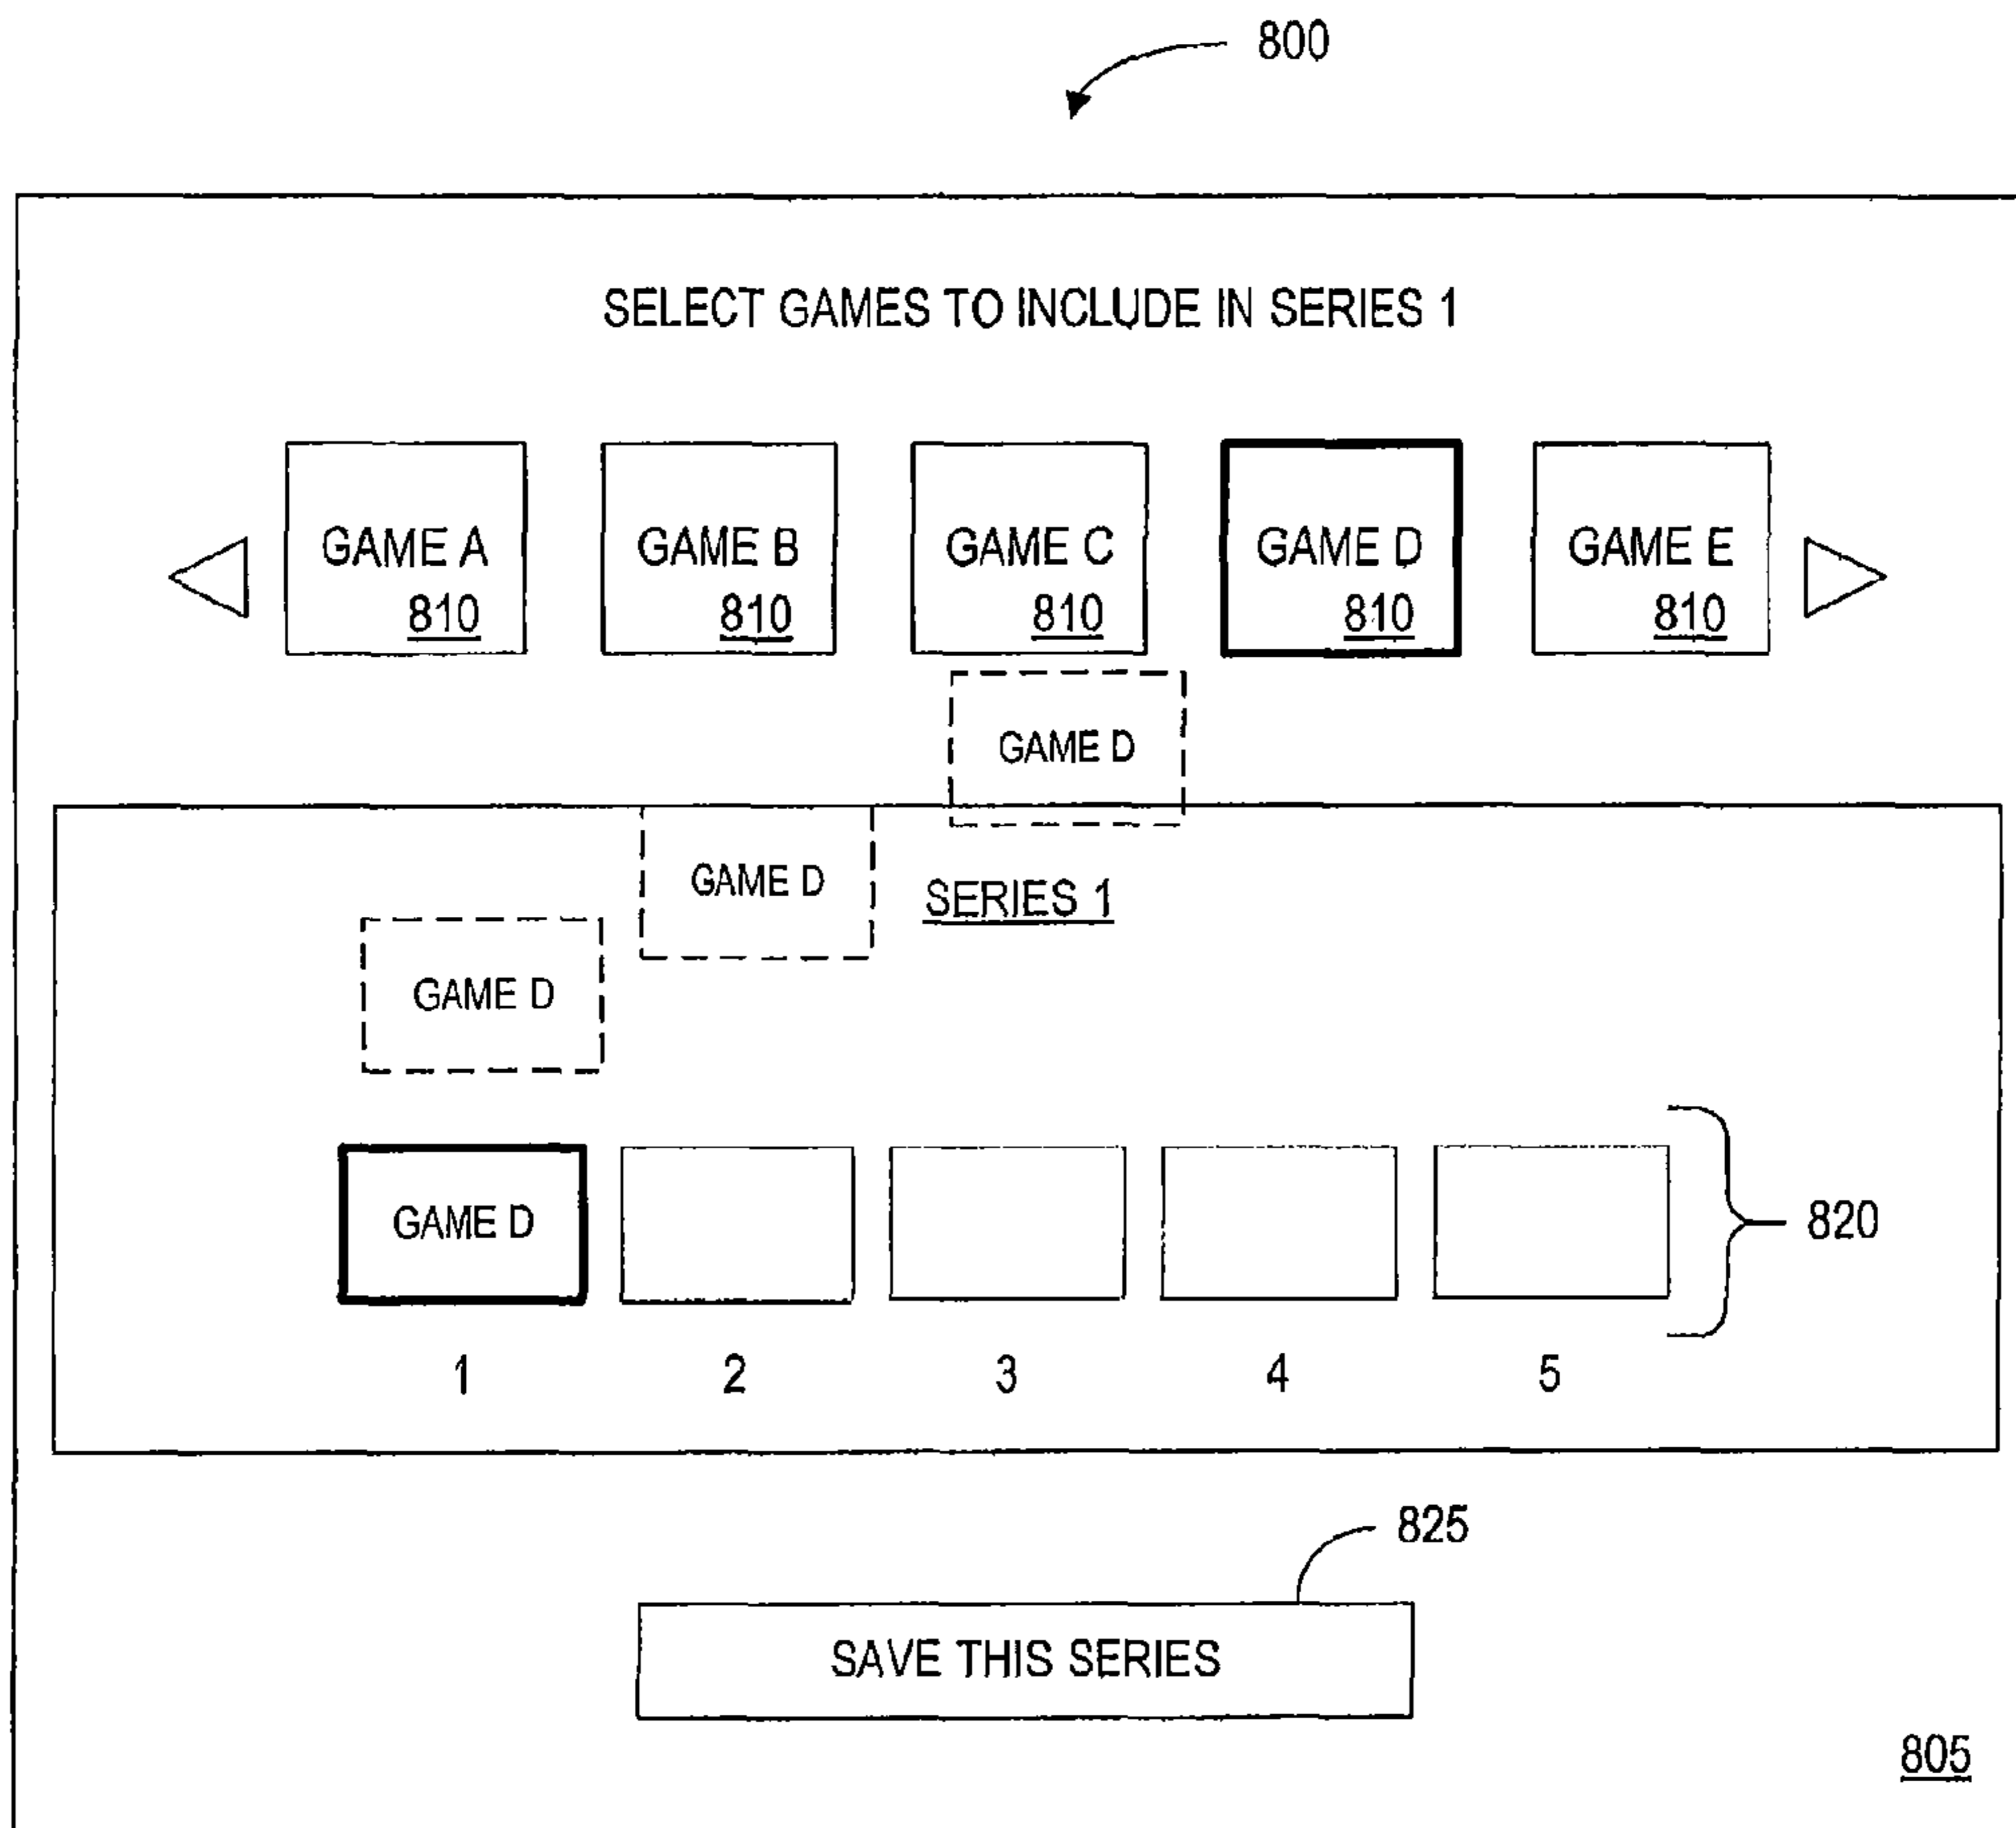 800
SELECT GAMES TO INCLUDE IN SERIES 1
GAME A GAME B GAME C GAME D GAME E
810 810 810 810 810
GAME D
GAME D
SERIES 1
GAME D
GAME D
820
1 2 3 4 5
825
SAVE THIS SERIES
805